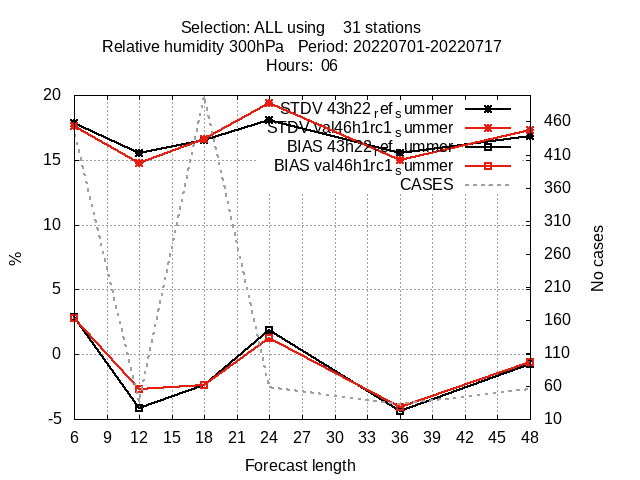 Selection: ALL using 31 stations
Relative humidity 300hPa Period: 20220701-20220717
Hours: 06
20
15
10
5
0
-5
%
STDV 43h22_ref_summer
STDV val46h1rc1_summer
BIAS 43h22_ref_summer
BIAS val46h1rc1_summer
CASES
460
410
360
310
260
210
160
110
60
10
No cases
6 9 12 15 18 21 24 27 30 33 36 39 42 45 48
Forecast length